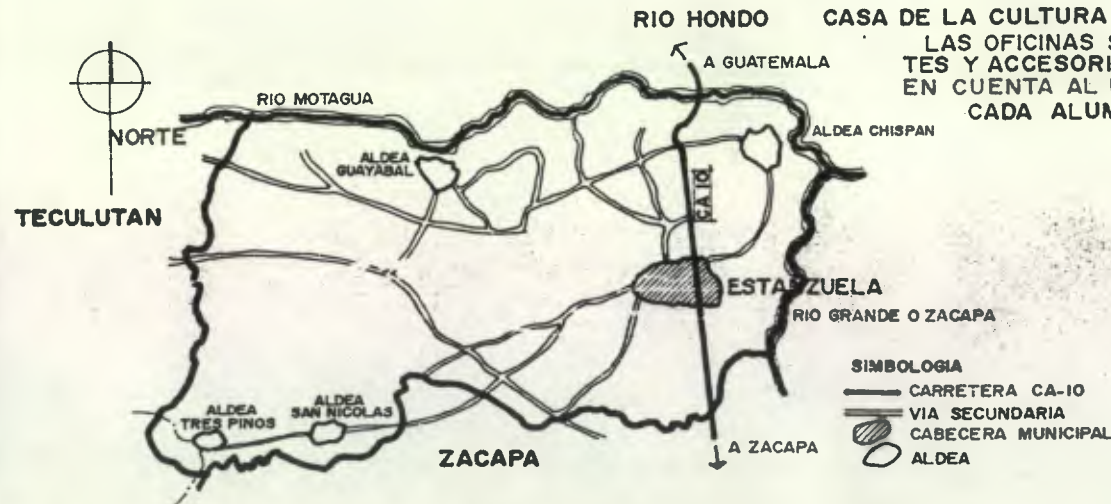 RIO HONDO
CASA DE LA CULTURA
LAS OFICINAS
TES Y ACCESORI
EN CUENTA AL
CADA ALUM
A GUATEMALA
RIO MOTAGUA
NORTE
ALDEA CHISPAN
ALDEA
GUAYABAL
CA 10
TECULUTAN
ESTANZUELA
RIO GRANDE O ZACAPA
SIMBOLOGIA
CARRETERA CA-10
VIA SECUNDARIA
CABECERA MUNICIPAL
ALDEA
ALDEA
TRES PINOS
ALDEA
SAN NICOLAS
ZACAPA
A ZACAPA